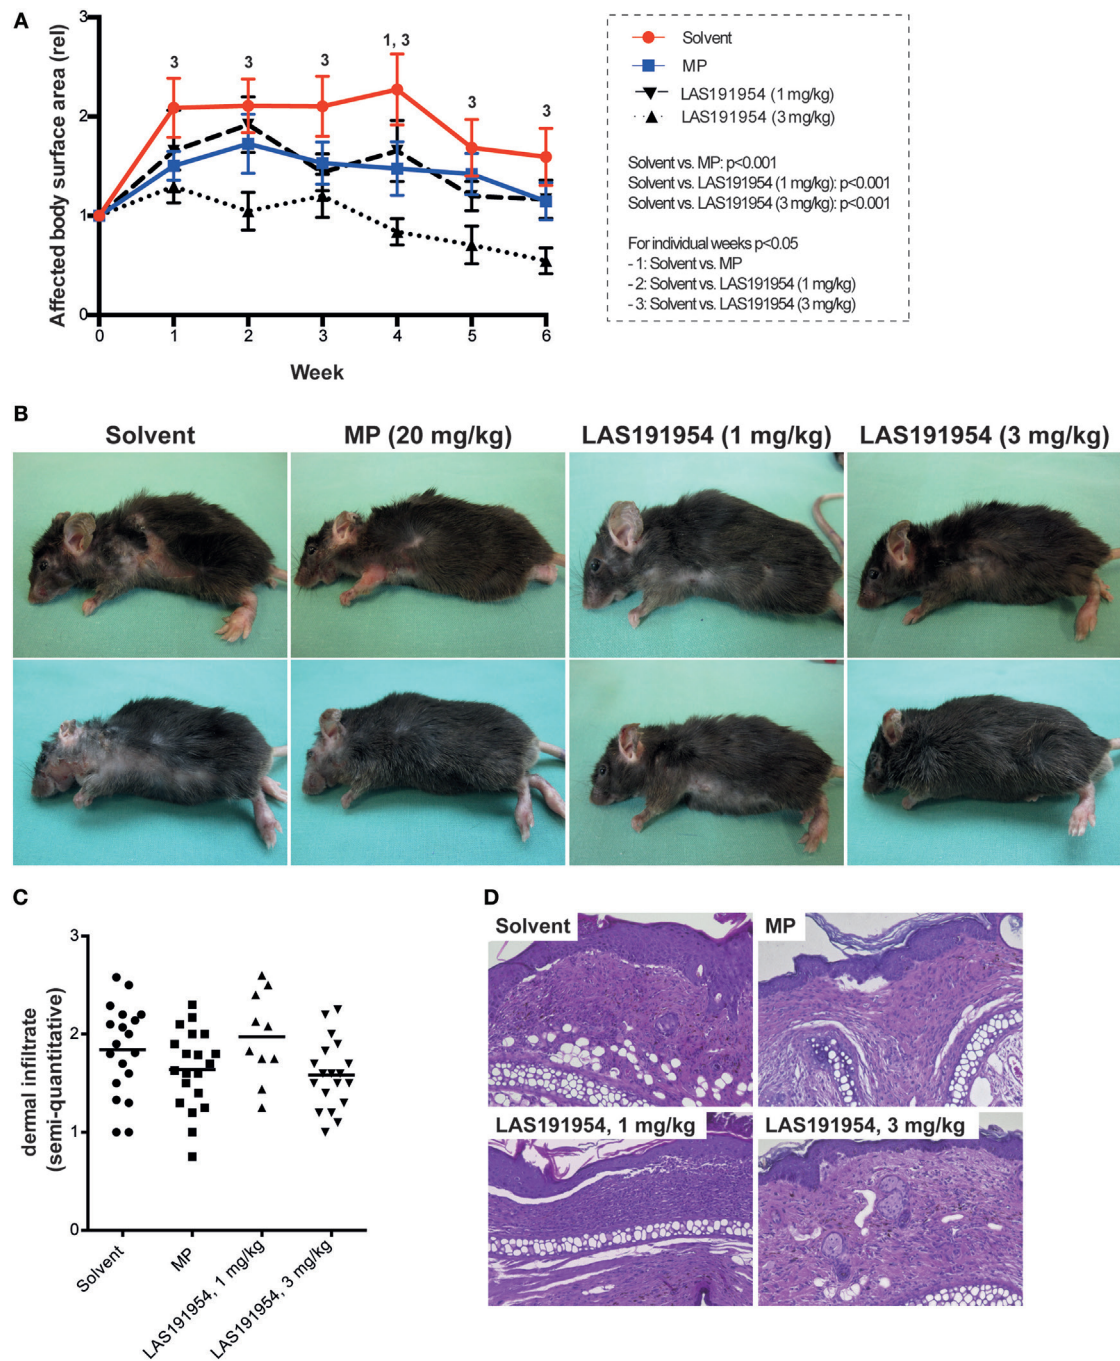 A
Affected body surface area (rel)
3
2
1
0
3
3
3
1, 3
3
3
0
1
2
3
4
5
6
Week
Solvent
MP
LAS191954 (1 mg/kg)
LAS191954 (3 mg/kg)
Solvent vs. MP: p<0.001
Solvent vs. LAS191954 (1 mg/kg): p<0.001
Solvent vs. LAS191954 (3 mg/kg): p<0.001
For individual weeks p<0.05
- 1: Solvent vs. MP
- 2: Solvent vs. LAS191954 (1 mg/kg)
- 3: Solvent vs. LAS191954 (3 mg/kg)
B
Solvent
MP (20 mg/kg)
LAS191954 (1 mg/kg)
LAS191954 (3 mg/kg)
C
dermal infiltrate
(semi-quantitative)
3
2
1
0
Solvent
MP
LAS191954, 1 mg/kg
LAS191954, 3 mg/kg
D
Solvent
MP
LAS191954, 1 mg/kg
LAS191954, 3 mg/kg